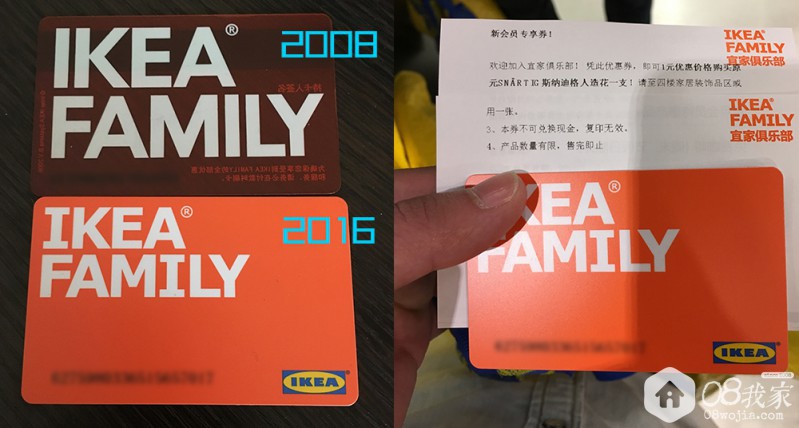 IKEA®
FAMILY
2008
IKEA®
FAMILY
2016
IKEA
新会员专享券！
欢迎加入宜家俱乐部！凭此优惠券，即可1元优惠价格购买原
元SNÄRTIG斯纳迪格人造花一支！请至四楼家居装饰品区域
用一张。
3、本券不可兑换现金，复印无效。
4、产品数量有限，售完即止
IKEA
FAMILY
宜家俱乐部
IKEA
FAMILY
宜家俱乐部
KEA®
FAMILY
IKEA
08我家
08wojia.com